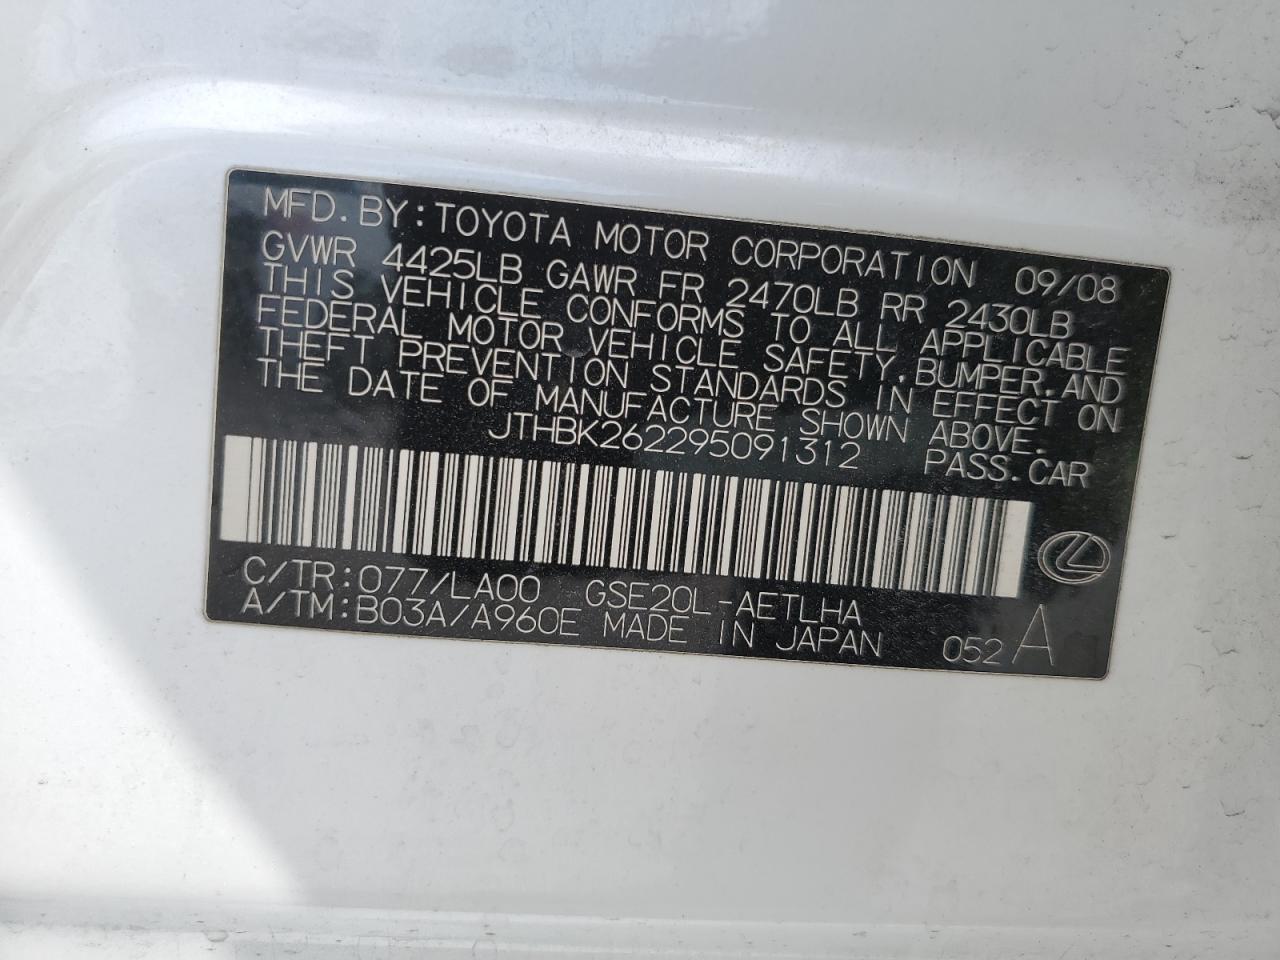 MFD. BY: TOYOTA MOTOR CORPORATION 09/08
GVWR 4425LB GAWR FR 2470LB RR 2430LB
THIS VEHICLE CONFORMS TO ALL APPLICABLE
FEDERAL MOTOR VEHICLE SAFETY, BUMPER, AND
THEFT PREVENTION STANDARDS IN EFFECT ON
THE DATE OF MANUFACTURE SHOWN ABOVE.
JTHBK262295091312 PASS. CAR
C/TR: 077/LA00 GSE20L-AETLHA
A/TM: B03A/A960E MADE IN JAPAN 052 A